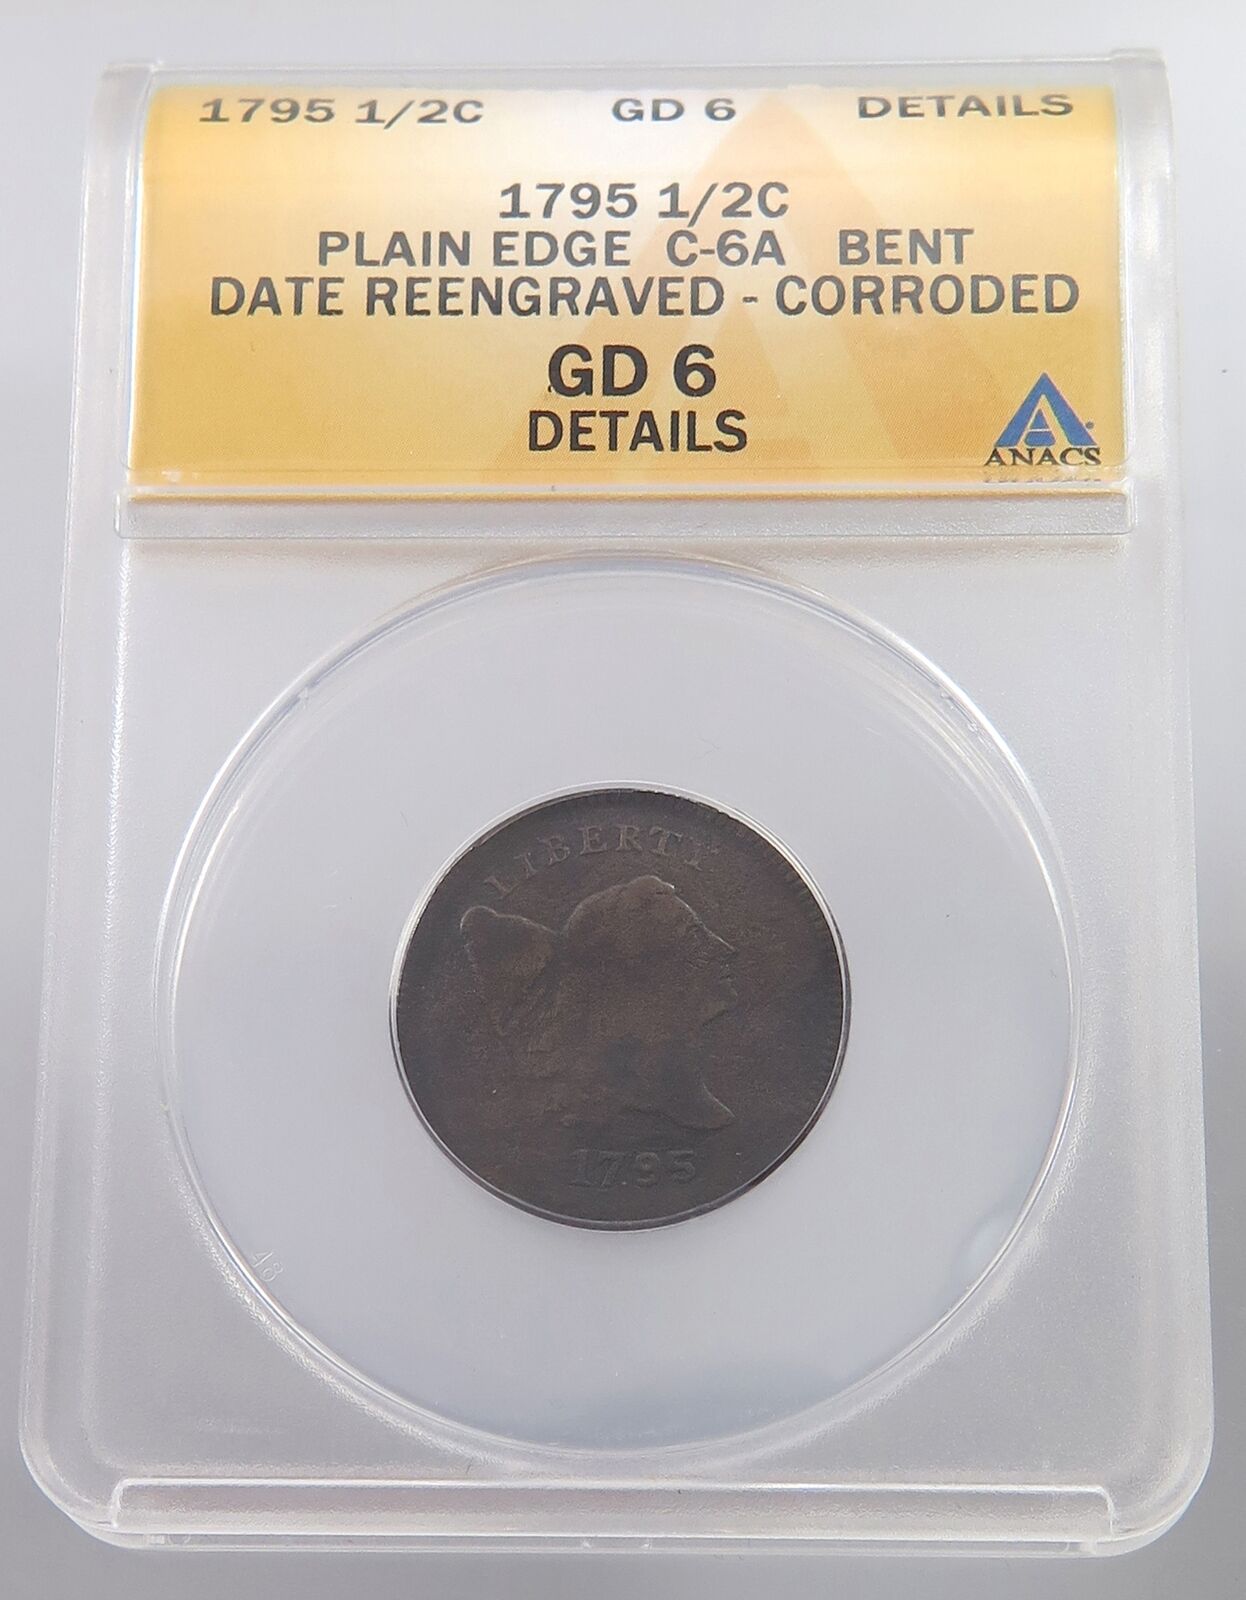 1795 1/2C GD 6 DETAILS
1795 1/2C
PLAIN EDGE C-6A BENT
DATE REENGRAVED - CORRODED
GD 6
DETAILS
ANACS
LIBERTY
1795
48